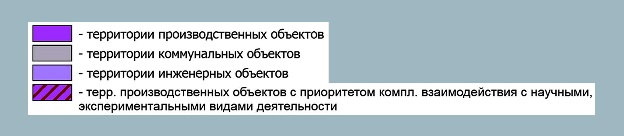 - территории производственных объектов
- территории коммунальных объектов
- территории инженерных объектов
- терр. производственных объектов с приоритетом компл. взаимодействия с научными,
экспериментальными видами деятельности